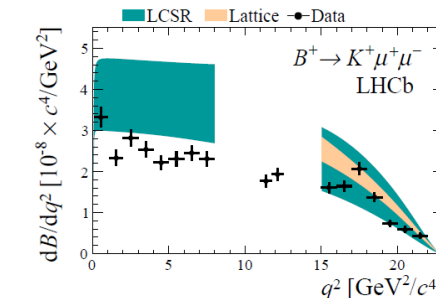 LCSR Lattice Data
B⁺ → K⁺μ⁺μ⁻
LHCb
dB/dq² [10⁻⁸ × c⁴/GeV²]
5
4
3
2
1
0
0 5 10 15 20
q² [GeV²/c⁴